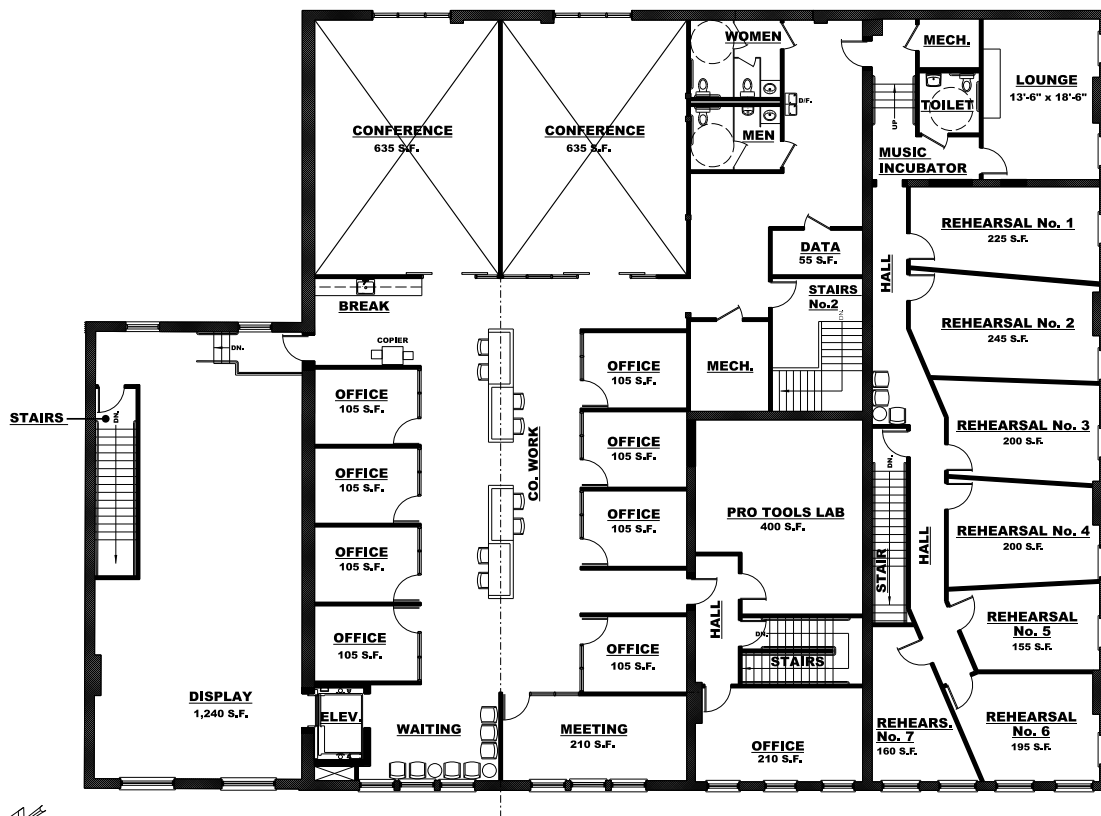 WOMEN
MECH.
LOUNGE
13'-6" x 18'-6"
D/F.
TOILET
CONFERENCE
635 S.F.
CONFERENCE
635 S.F.
MEN
UP
MUSIC
INCUBATOR
REHEARSAL No. 1
225 S.F.
DATA
55 S.F.
HALL
STAIRS
No.2
DN.
BREAK
REHEARSAL No. 2
245 S.F.
COPIER
DN.
OFFICE
105 S.F.
MECH.
OFFICE
105 S.F.
STAIRS
DN.
REHEARSAL No. 3
200 S.F.
OFFICE
105 S.F.
CO. WORK
DN.
OFFICE
105 S.F.
OFFICE
105 S.F.
PRO TOOLS LAB
400 S.F.
REHEARSAL No. 4
200 S.F.
HALL
STAIR
OFFICE
105 S.F.
HALL
OFFICE
105 S.F.
REHEARSAL
No. 5
155 S.F.
DN.
OFFICE
105 S.F.
STAIRS
DISPLAY
1,240 S.F.
ELEV.
WAITING
MEETING
210 S.F.
OFFICE
210 S.F.
REHEARS.
No. 7
160 S.F.
REHEARSAL
No. 6
195 S.F.